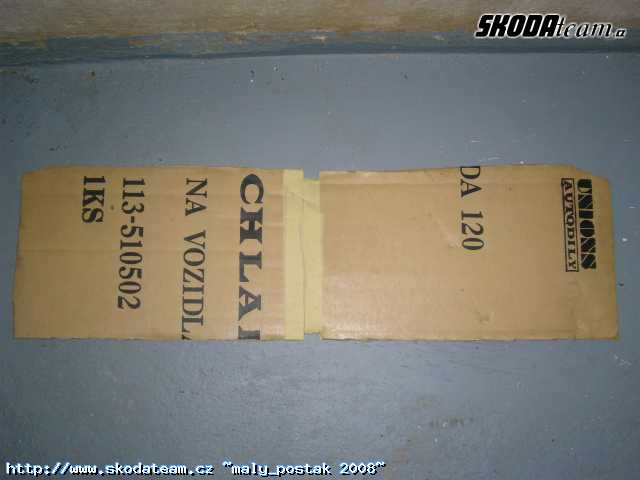 SKODAteam.cz
CHLA
NA VOZIDL
113-510502
1KS
DA 120
UNIONS
AUTODÍLY
http://www.skodateam.cz ~maly_postak 2008~